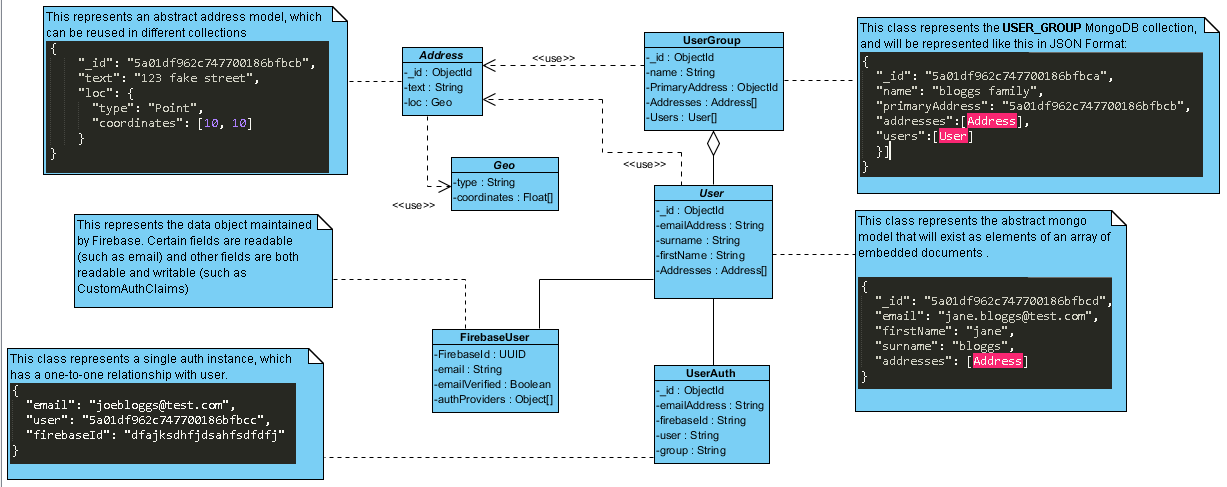 This represents an abstract address model, which
can be reused in different collections
{
"_id": "5a01df962c747700186bfbcb",
"text": "123 fake street",
"loc": {
"type": "Point",
"coordinates": [10, 10]
}
}
Address
-_id : ObjectId
-text : String
-loc : Geo
<<use>>
UserGroup
-_id : ObjectId
-name : String
-PrimaryAddress : ObjectId
-Addresses : Address[]
-Users : User[]
This class represents the USER_GROUP MongoDB collection,
and will be represented like this in JSON Format:
{
"_id": "5a01df962c747700186bfbca",
"name": "bloggs family",
"primaryAddress": "5a01df962c747700186bfbcb",
"addresses":[Address],
"users":[User]
}]
}
<<use>>
Geo
-type : String
-coordinates : Float[]
<<use>>
User
-_id : ObjectId
-emailAddress : String
-surname : String
-firstName : String
-Addresses : Address[]
This represents the data object maintained
by Firebase. Certain fields are readable
(such as email) and other fields are both
readable and writable (such as
CustomAuthClaims)
This class represents the abstract mongo
model that will exist as elements of an array of
embedded documents .
{
"_id": "5a01df962c747700186bfbcd",
"email": "jane.bloggs@test.com",
"firstName": "jane",
"surname": "bloggs",
"addresses": [Address]
}
FirebaseUser
-FirebaseId : UUID
-email : String
-emailVerified : Boolean
-authProviders : Object[]
This class represents a single auth instance, which
has a one-to-one relationship with user.
{
"email": "joebloggs@test.com",
"user": "5a01df962c747700186bfbcc",
"firebaseId": "dfajksdhfjdsahfsdfdfj"
}
UserAuth
-_id : ObjectId
-emailAddress : String
-firebaseId : String
-user : String
-group : String